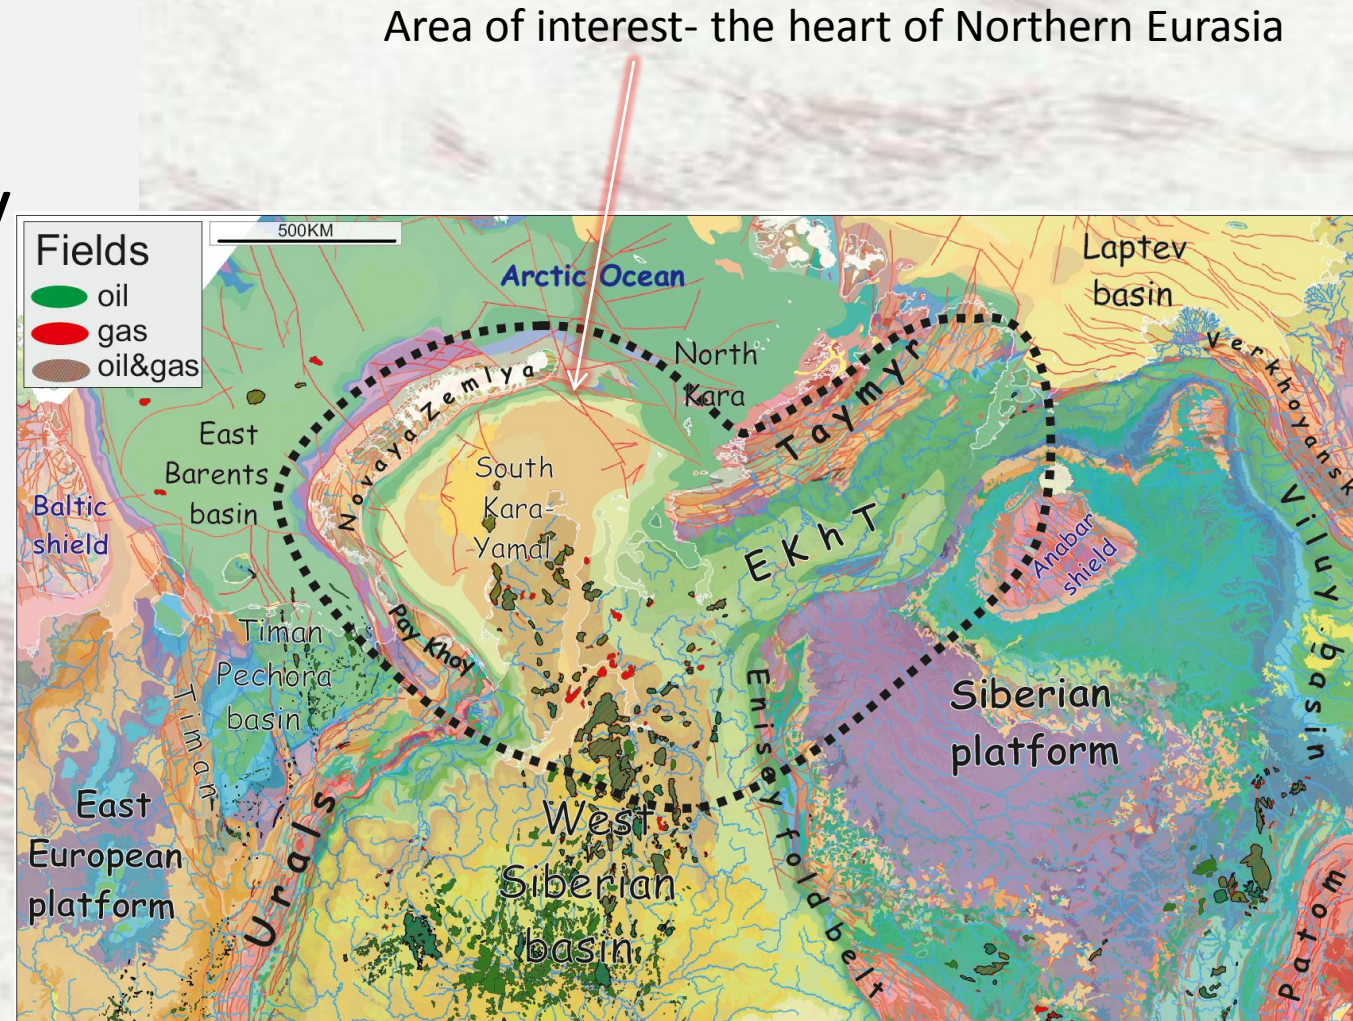 Area of interest- the heart of Northern Eurasia
y
Fields
oil
gas
oil&gas
500KM
Arctic Ocean
Laptev
basin
North
Kara
Novaya Zemlya
Taymyr
Verkhoyansk
East
Barents
basin
South
Kara-
Yamal
Baltic
shield
EKhT
Anabar
shield
Viluy basin
Pay Khoy
Timan
Pechora
basin
Timan
Enisey fold belt
Siberian
platform
East
European
platform
Urals
West
Siberian
basin
Patom